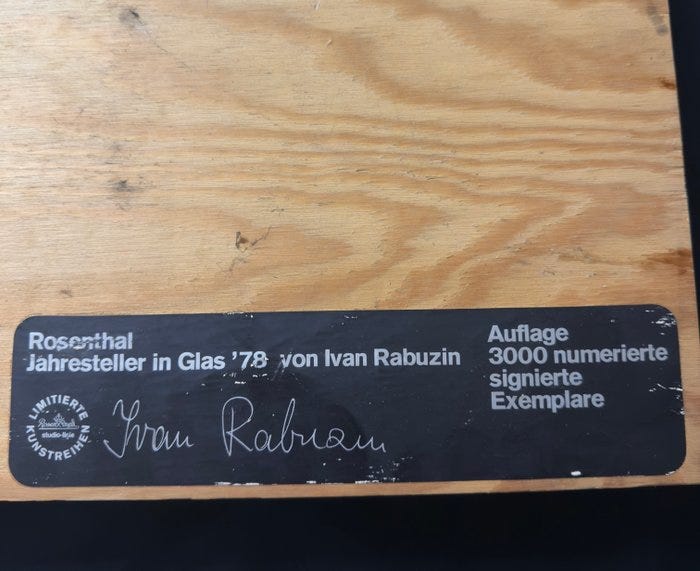 Rosenthal
Jahresteller in Glas '78 von Ivan Rabuzin
Auflage
3000 numerierte
signierte
Exemplare
LIMITIERTE
KUNSTREIHEN
Rosenthal
studio-linie
Ivan Rabuzin